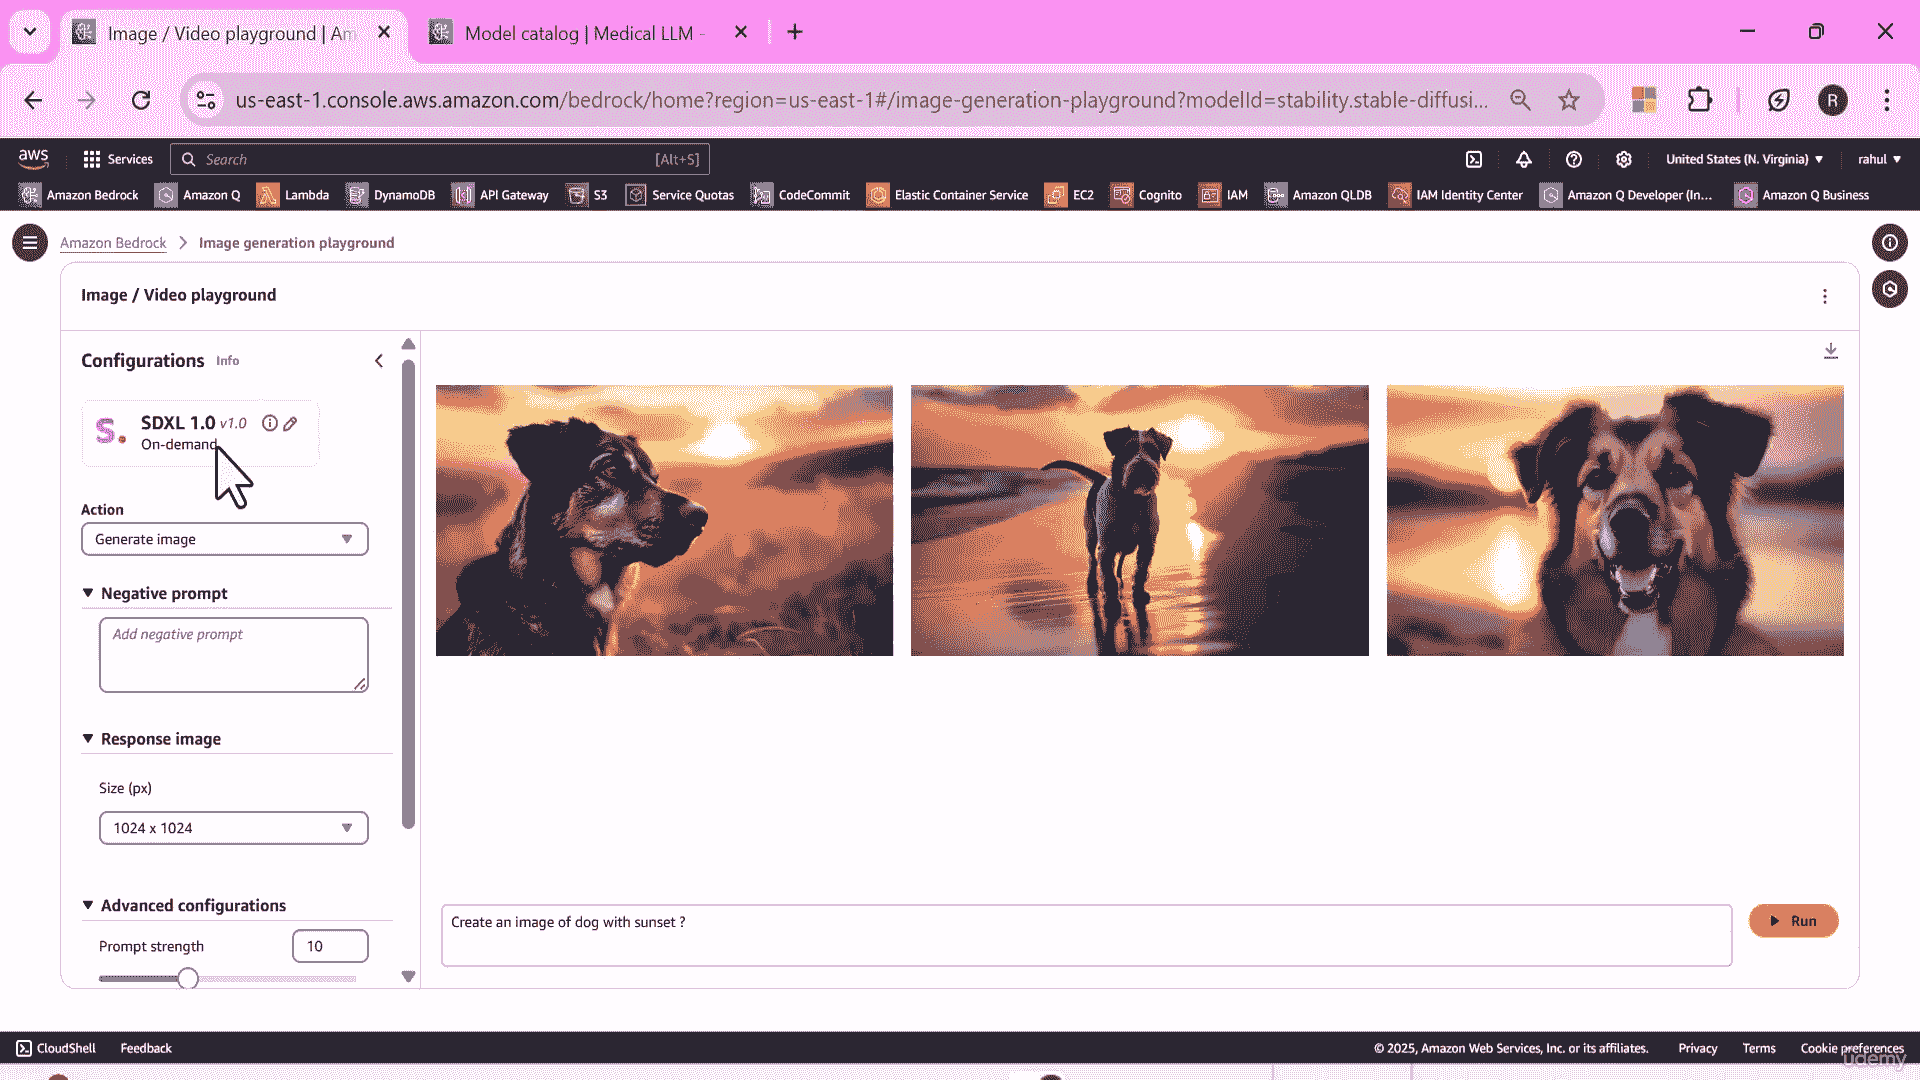 Image / Video playground | Am
Model catalog | Medical LLM -
us-east-1.console.aws.amazon.com/bedrock/home?region=us-east-1#/image-generation-playground?modelId=stability.stable-diffusi...
R
aws
Services
Search
[Alt+S]
United States (N. Virginia)
rahul
Amazon Bedrock
Amazon Q
Lambda
DynamoDB
API Gateway
S3
Service Quotas
CodeCommit
Elastic Container Service
EC2
Cognito
IAM
Amazon QLDB
IAM Identity Center
Amazon Q Developer (In...
Amazon Q Business
Amazon Bedrock
Image generation playground
Image / Video playground
Configurations Info
S.
SDXL 1.0 v1.0
On-demand
Action
Generate image
Negative prompt
Add negative prompt
Response image
Size (px)
1024 x 1024
Advanced configurations
Prompt strength
10
Create an image of dog with sunset ?
Run
CloudShell
Feedback
© 2025, Amazon Web Services, Inc. or its affiliates.
Privacy
Terms
Cookie preferences
udemy